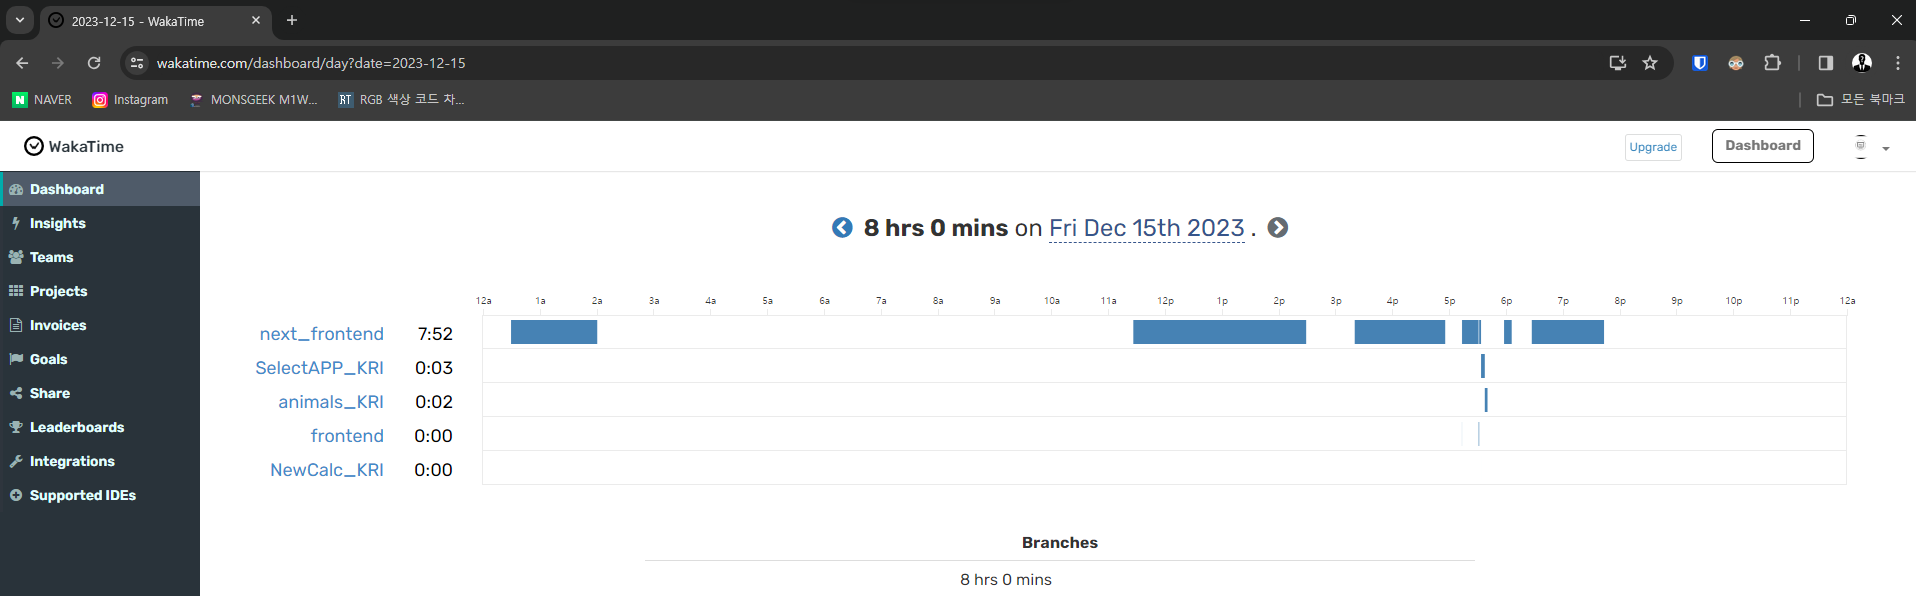 2023-12-15 - WakaTime
wakatime.com/dashboard/day?date=2023-12-15
NAVER Instagram MONSGEEK M1W... RT RGB 색상 코드 차... 모든 북마크
WakaTime Upgrade Dashboard
Dashboard
Insights
Teams
Projects
Invoices
Goals
Share
Leaderboards
Integrations
Supported IDEs
8 hrs 0 mins on Fri Dec 15th 2023 .
12a 1a 2a 3a 4a 5a 6a 7a 8a 9a 10a 11a 12p 1p 2p 3p 4p 5p 6p 7p 8p 9p 10p 11p 12a
next_frontend 7:52
SelectAPP_KRI 0:03
animals_KRI 0:02
frontend 0:00
NewCalc_KRI 0:00
Branches
8 hrs 0 mins